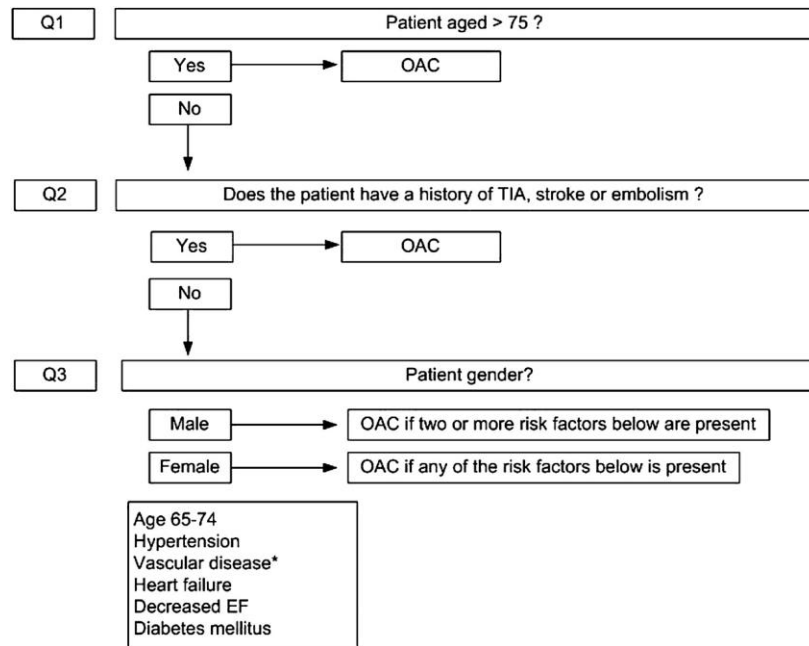 Q1
Patient aged > 75 ?
Yes
OAC
No
Q2
Does the patient have a history of TIA, stroke or embolism ?
Yes
OAC
No
Q3
Patient gender?
Male
OAC if two or more risk factors below are present
Female
OAC if any of the risk factors below is present
Age 65-74
Hypertension
Vascular disease*
Heart failure
Decreased EF
Diabetes mellitus